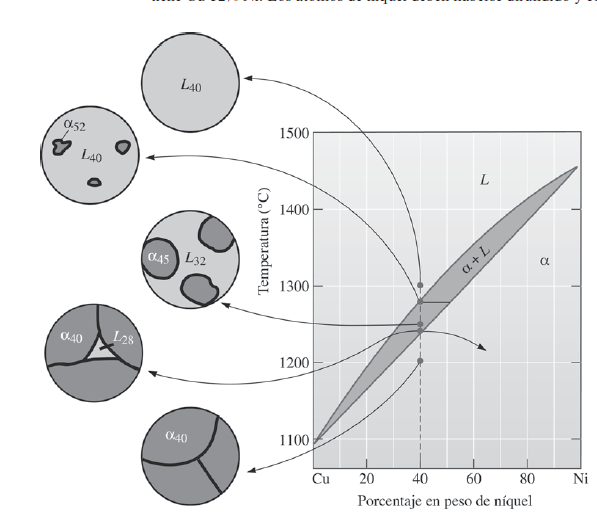 L40
α52
L40
α45
L32
α40
L28
α40
Temperatura (°C)
1500
1400
1300
1200
1100
L
α + L
α
Cu 20 40 60 80 Ni
Porcentaje en peso de níquel